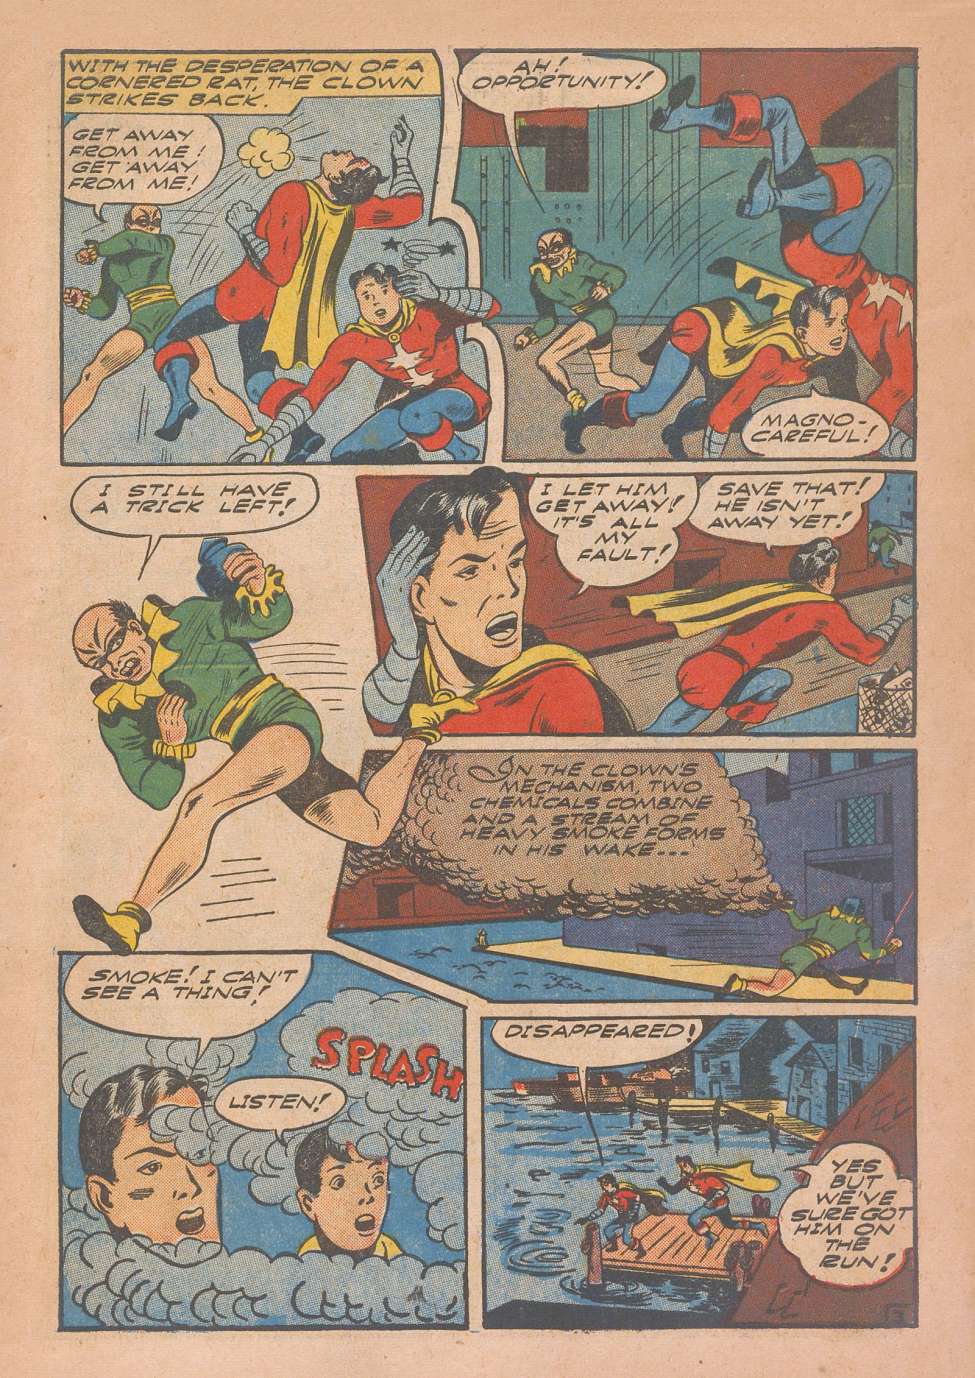 WITH THE DESPERATION OF A
CORNERED RAT, THE CLOWN
STRIKES BACK.
GET AWAY
FROM ME!
GET AWAY
FROM ME!
AH!
OPPORTUNITY!
MAGNO-
CAREFUL!
I STILL HAVE
A TRICK LEFT!
I LET HIM
GET AWAY!
IT'S ALL
MY
FAULT!
SAVE THAT!
HE ISN'T
AWAY YET!
IN THE CLOWN'S
MECHANISM, TWO
CHEMICALS COMBINE
AND A STREAM OF
HEAVY SMOKE FORMS
IN HIS WAKE---
SMOKE! I CAN'T
SEE A THING!
LISTEN!
SPLASH
DISAPPEARED!
YES
BUT
WE'VE
SURE GOT
HIM ON
THE
RUN!